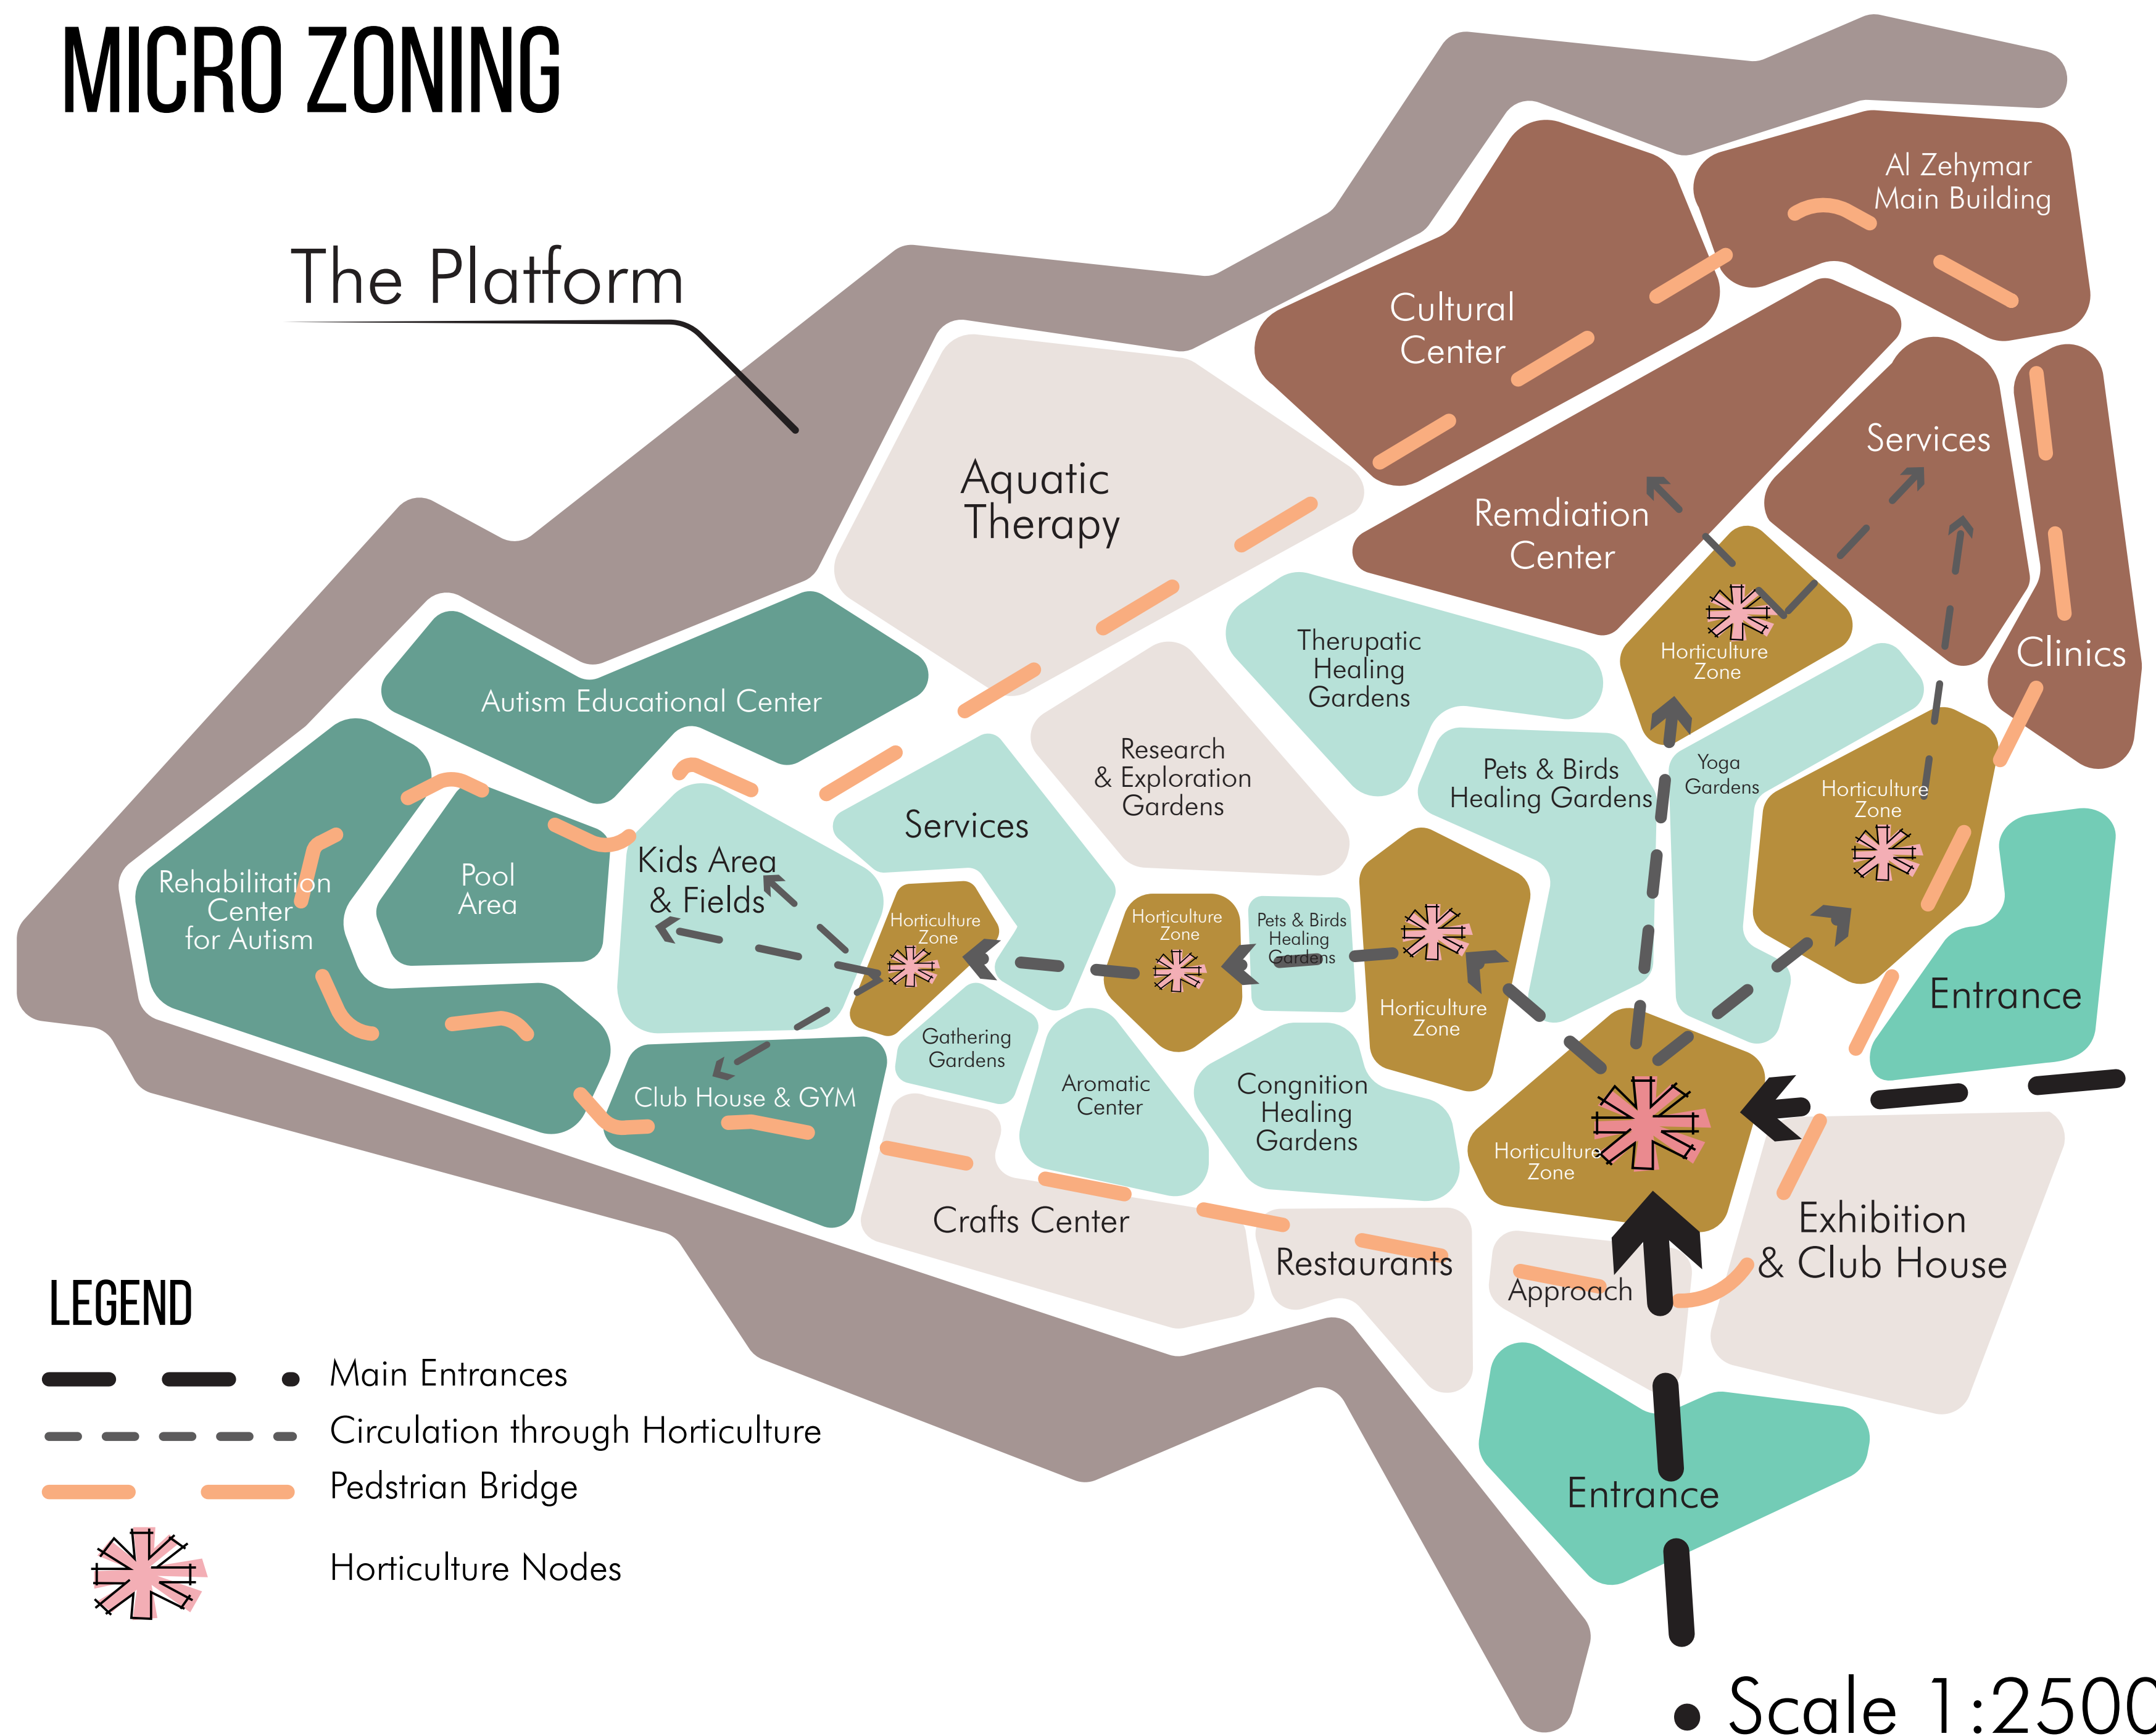 MICRO ZONING
The Platform
Al Zehymar
Main Building
Cultural
Center
Services
Aquatic
Therapy
Remdiation
Center
Clinics
Therupatic
Healing
Gardens
Horticulture
Zone
Autism Educational Center
Research
& Exploration
Gardens
Pets & Birds
Healing Gardens
Yoga
Gardens
Horticulture
Zone
Services
Kids Area
& Fields
Pool
Area
Rehabilitation
Center
for Autism
Horticulture
Zone
Horticulture
Zone
Pets & Birds
Healing
Gardens
Horticulture
Zone
Entrance
Gathering
Gardens
Aromatic
Center
Congnition
Healing
Gardens
Club House & GYM
Horticulture
Zone
Crafts Center
Restaurants
Approach
Exhibition
& Club House
Entrance
LEGEND
Main Entrances
Circulation through Horticulture
Pedstrian Bridge
Horticulture Nodes
• Scale 1:2500